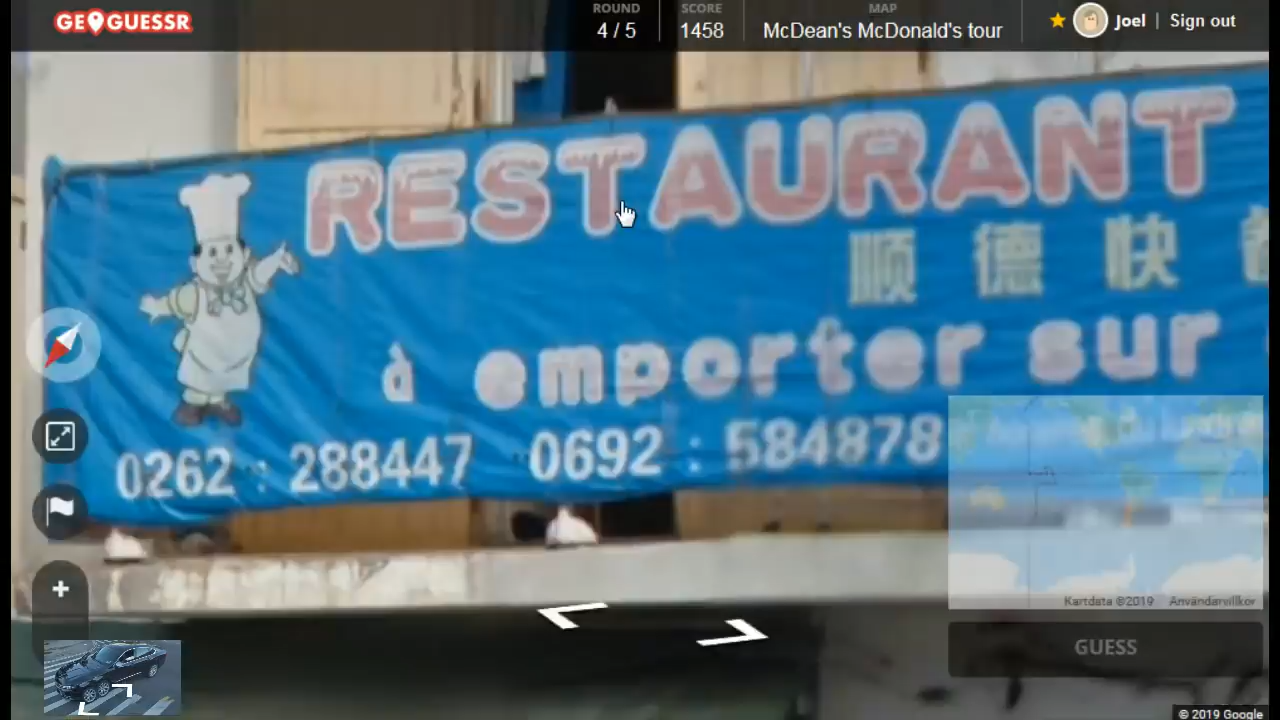 GEOGUESSR
ROUND
4 / 5
SCORE
1458
MAP
McDean's McDonald's tour
Joel | Sign out
RESTAURANT
顺 德 快
à emporter sur
0262 : 288447 0692 : 584878
Kartdata ©2019 Användarvillkor
GUESS
© 2019 Google